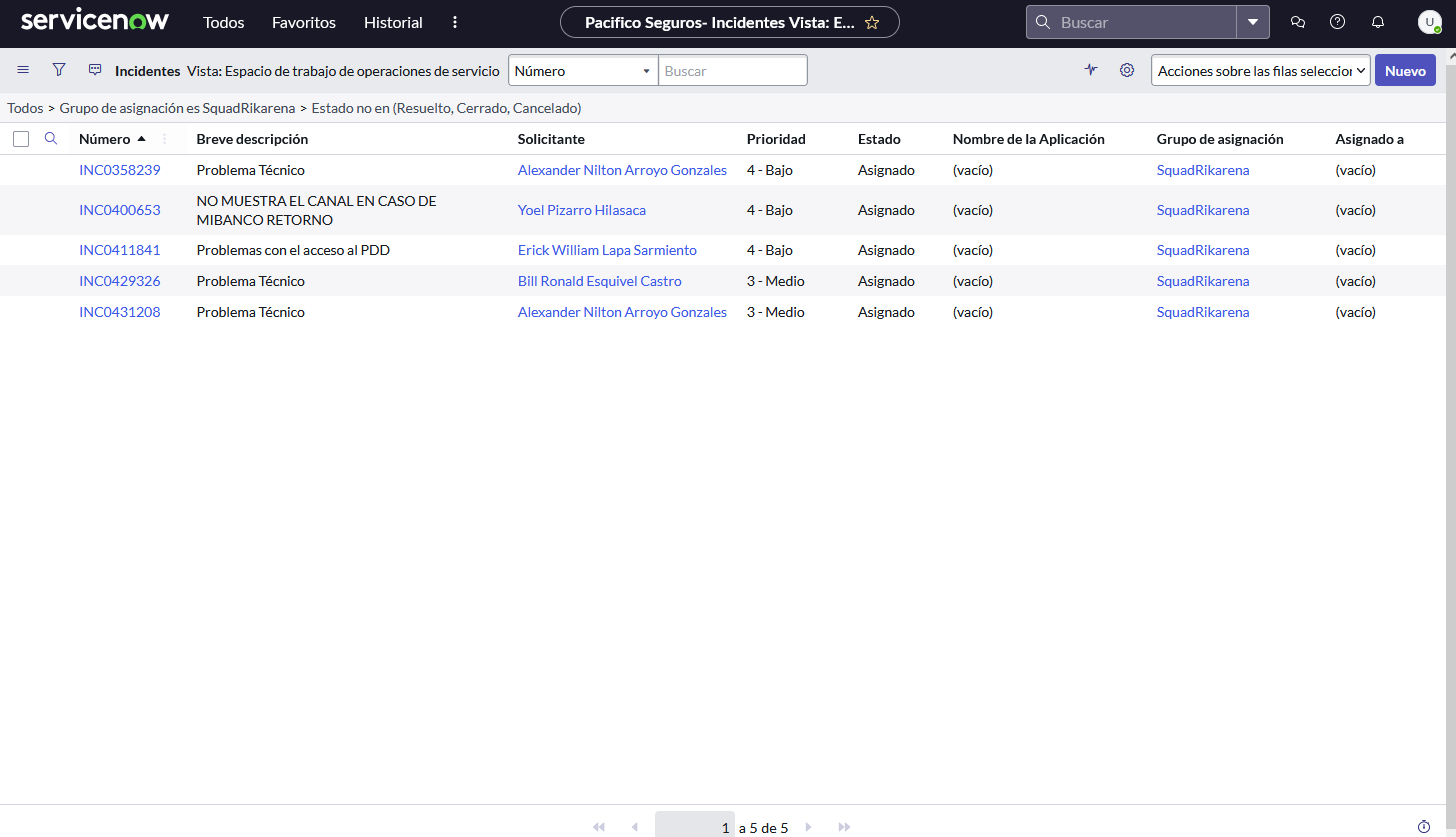 servicenow Todos Favoritos Historial Pacifico Seguros- Incidentes Vista: E... Buscar U
Incidentes Vista: Espacio de trabajo de operaciones de servicio Número Buscar Acciones sobre las filas seleccior Nuevo
Todos > Grupo de asignación es SquadRikarena > Estado no en (Resuelto, Cerrado, Cancelado)
Número Breve descripción Solicitante Prioridad Estado Nombre de la Aplicación Grupo de asignación Asignado a
INC0358239 Problema Técnico Alexander Nilton Arroyo Gonzales 4 - Bajo Asignado (vacío) SquadRikarena (vacío)
INC0400653 NO MUESTRA EL CANAL EN CASO DE
MIBANCO RETORNO Yoel Pizarro Hilasaca 4 - Bajo Asignado (vacío) SquadRikarena (vacío)
INC0411841 Problemas con el acceso al PDD Erick William Lapa Sarmiento 4 - Bajo Asignado (vacío) SquadRikarena (vacío)
INC0429326 Problema Técnico Bill Ronald Esquivel Castro 3 - Medio Asignado (vacío) SquadRikarena (vacío)
INC0431208 Problema Técnico Alexander Nilton Arroyo Gonzales 3 - Medio Asignado (vacío) SquadRikarena (vacío)
1 a 5 de 5